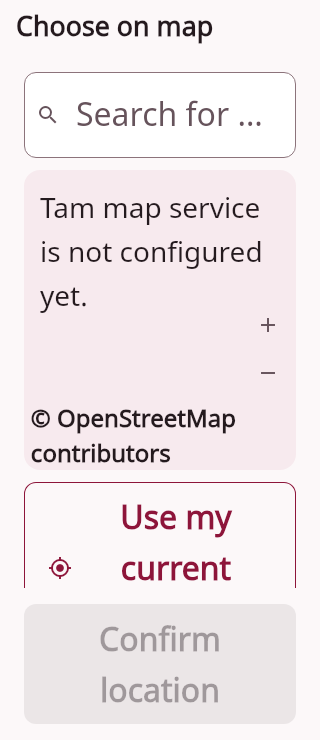 Choose on map
Search for ...
Tam map service
is not configured
yet.
+
−
© OpenStreetMap
contributors
Use my
current
Confirm
location